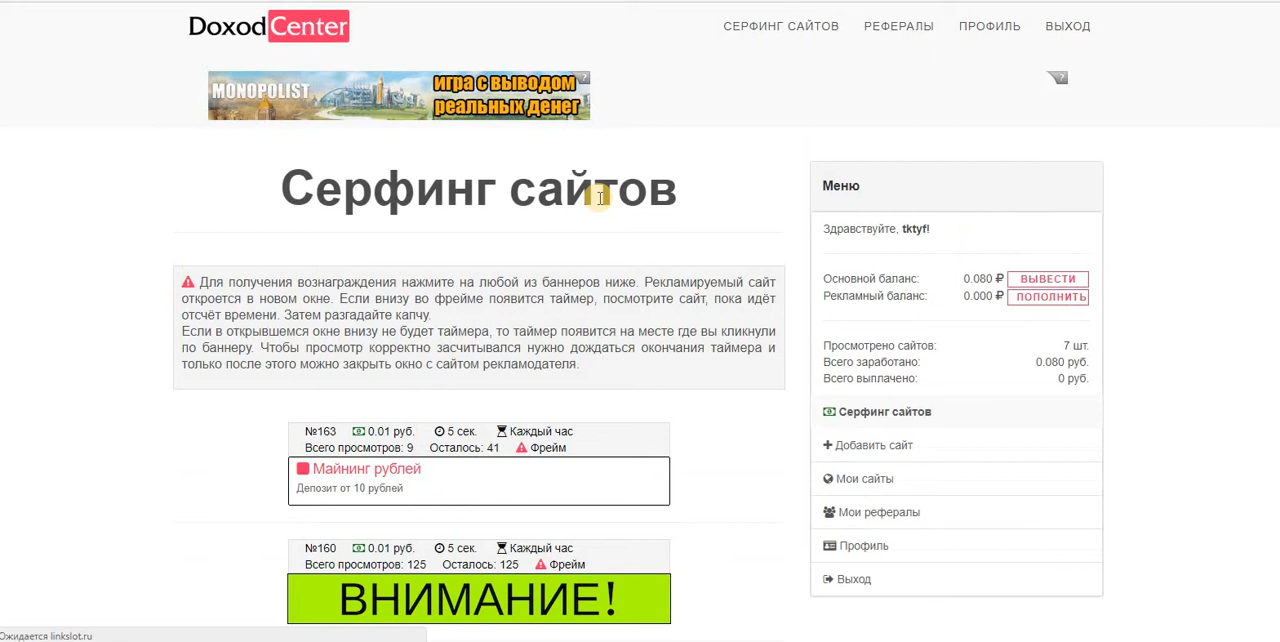 DoxodCenter
СЕРФИНГ САЙТОВ РЕФЕРАЛЫ ПРОФИЛЬ ВЫХОД
MONOPOLIST
игра с выводом
реальных денег
?
?
Серфинг сайтов
Для получения вознаграждения нажмите на любой из баннеров ниже. Рекламируемый сайт
откроется в новом окне. Если внизу во фрейме появится таймер, посмотрите сайт, пока идёт
отсчёт времени. Затем разгадайте капчу.
Если в открывшемся окне внизу не будет таймера, то таймер появится на месте где вы кликнули
по баннеру. Чтобы просмотр корректно засчитывался нужно дождаться окончания таймера и
только после этого можно закрыть окно с сайтом рекламодателя.
№163 0.01 руб. 5 сек. Каждый час
Всего просмотров: 9 Осталось: 41 Фрейм
Майнинг рублей
Депозит от 10 рублей
№160 0.01 руб. 5 сек. Каждый час
Всего просмотров: 125 Осталось: 125 Фрейм
ВНИМАНИЕ!
Меню
Здравствуйте, tktyf!
Основной баланс: 0.080 ₽ ВЫВЕСТИ
Рекламный баланс: 0.000 ₽ ПОПОЛНИТЬ
Просмотрено сайтов: 7 шт.
Всего заработано: 0.080 руб.
Всего выплачено: 0 руб.
Серфинг сайтов
Добавить сайт
Мои сайты
Мои рефералы
Профиль
Выход
Ожидается linkslot.ru